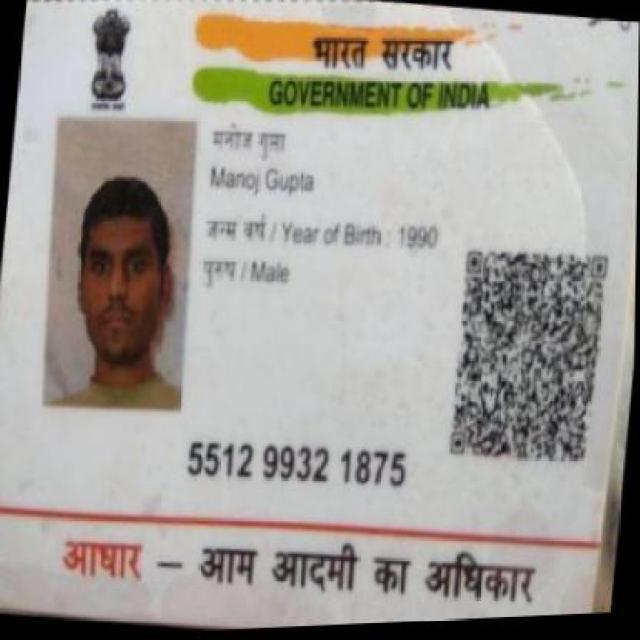 भारत सरकार
GOVERNMENT OF INDIA
मनोज गुप्ता
Manoj Gupta
जन्म वर्ष / Year of Birth : 1990
पुरुष / Male
5512 9932 1875
आधार – आम आदमी का अधिकार